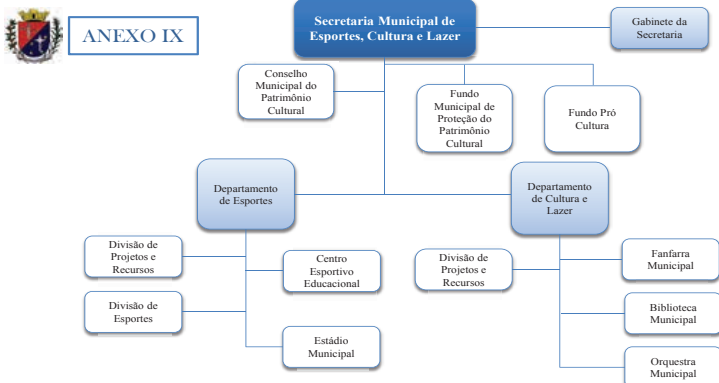 ANEXO IX
Secretaria Municipal de
Esportes, Cultura e Lazer
Gabinete da
Secretaria
Conselho
Municipal do
Patrimônio
Cultural
Fundo
Municipal de
Proteção do
Patrimônio
Cultural
Fundo Pró
Cultura
Departamento
de Esportes
Departamento
de Cultura e
Lazer
Divisão de
Projetos e
Recursos
Centro
Esportivo
Educacional
Divisão de
Esportes
Estádio
Municipal
Divisão de
Projetos e
Recursos
Fanfarra
Municipal
Biblioteca
Municipal
Orquestra
Municipal